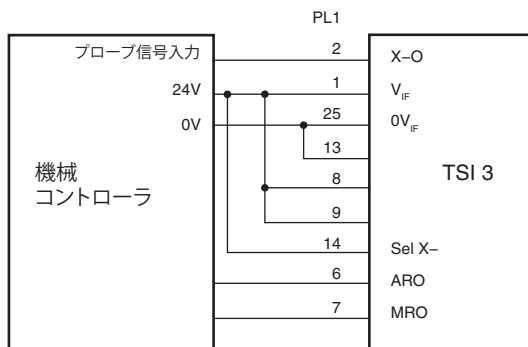 PL1
プローブ信号入力 2 X–O
24V 1 V_IF
0V 25 0V_IF
13
機械
コントローラ
8
TSI 3
9
14 Sel X–
6 ARO
7 MRO